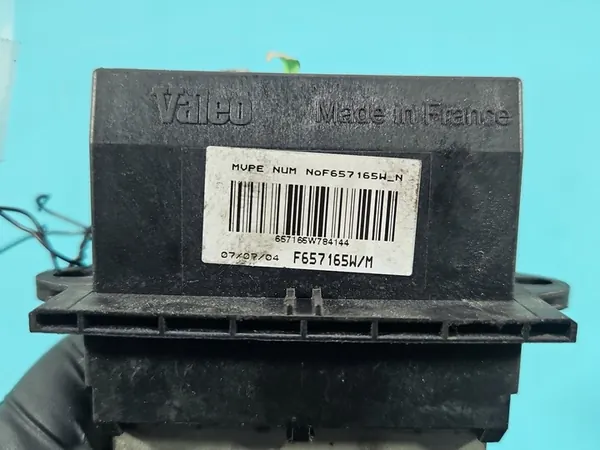 Valeo Made in France
MVPE NUM NoF657165W_N
657165W784144
07/07/04 F657165W/M